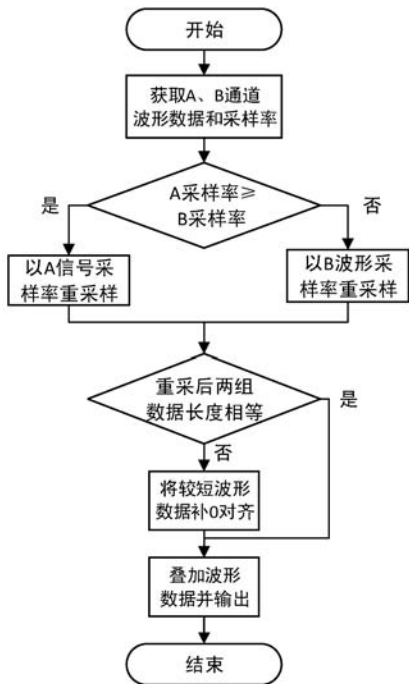 开始
获取A、B通道
波形数据和采样率
A采样率≥
B采样率
是
否
以A信号采
样率重采样
以B波形采
样率重采样
重采后两组
数据长度相等
是
否
将较短波形
数据补0对齐
叠加波形
数据并输出
结束